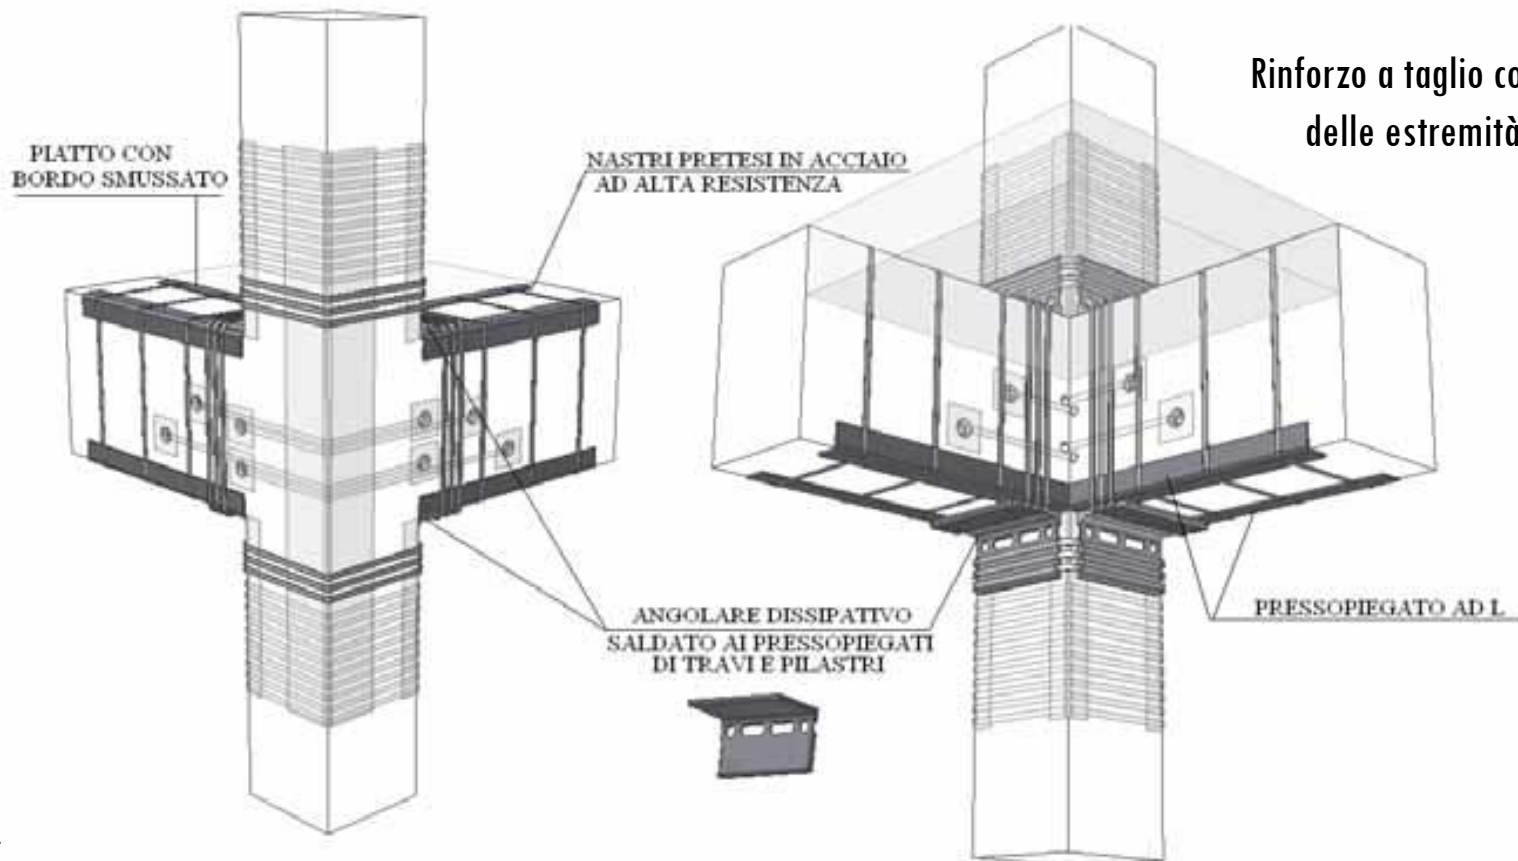 Rinforzo a taglio
delle estremità
PIATTO CON
BORDO SMUSSATO
NASTRI PRETESI IN ACCIAIO
AD ALTA RESISTENZA
ANGOLARE DISSIPATIVO
SALDATO AI PRESSOPIEGATI
DI TRAVI E PILASTRI
PRESSOPIEGATO AD L